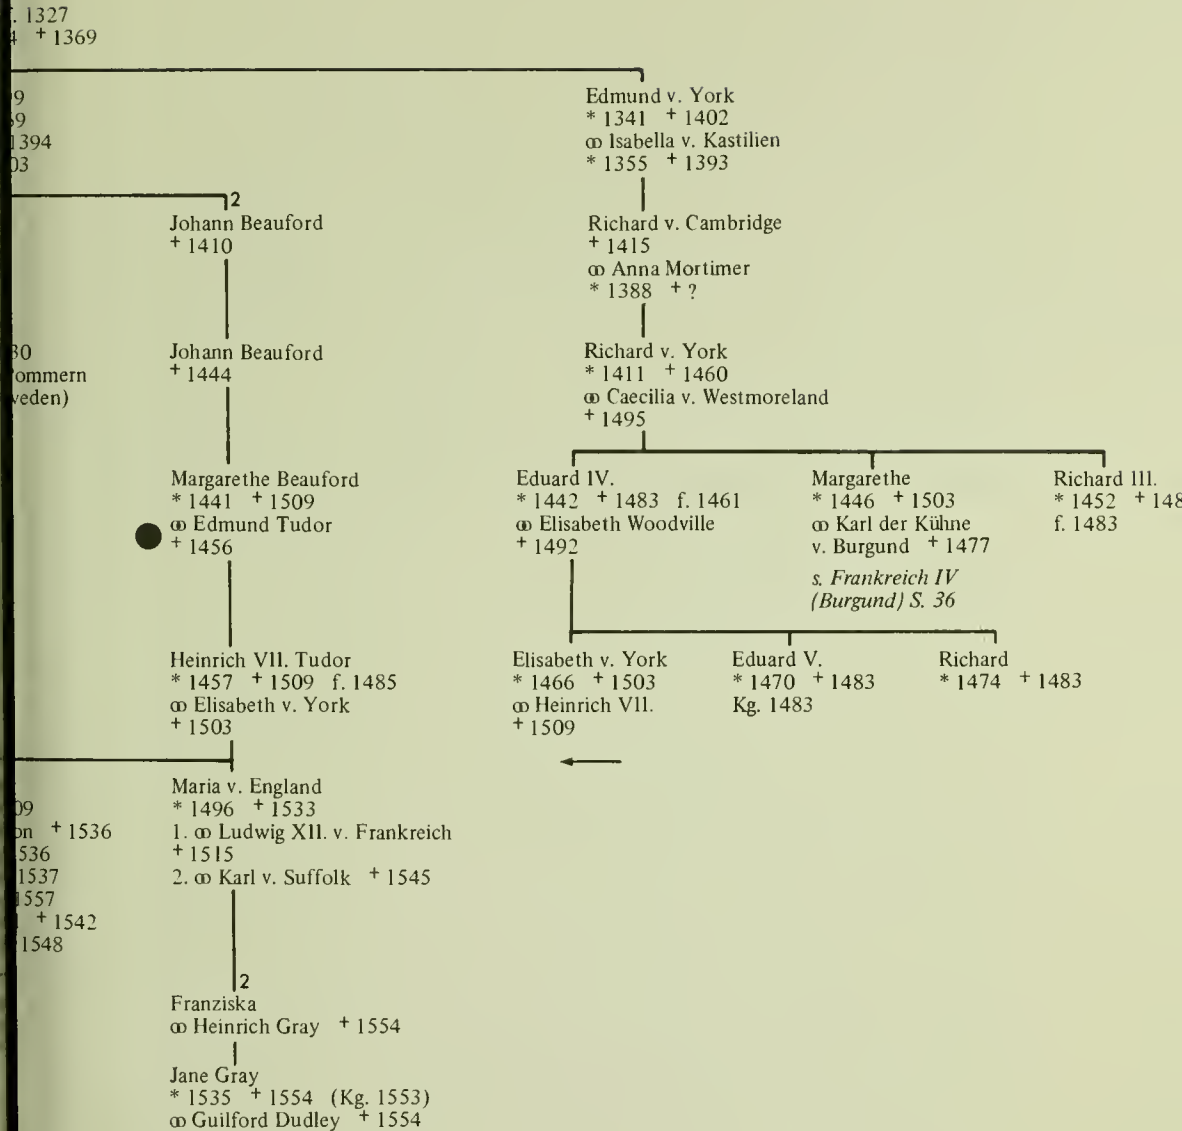 f. 1327
4 + 1369
Edmund v. York
* 1341 + 1402
⚭ Isabella v. Kastilien
* 1355 + 1393
9
59
1394
03
2
Johann Beauford
+ 1410
Richard v. Cambridge
+ 1415
⚭ Anna Mortimer
* 1388 + ?
30
Pommern
weden)
Johann Beauford
+ 1444
Richard v. York
* 1411 + 1460
⚭ Caecilia v. Westmoreland
+ 1495
Margarethe Beauford
* 1441 + 1509
⚭ Edmund Tudor
+ 1456
Eduard IV.
* 1442 + 1483 f. 1461
⚭ Elisabeth Woodville
+ 1492
Margarethe
* 1446 + 1503
⚭ Karl der Kühne
v. Burgund + 1477
s. Frankreich IV
(Burgund) S. 36
Richard III.
* 1452 + 148
f. 1483
Heinrich VII. Tudor
* 1457 + 1509 f. 1485
⚭ Elisabeth v. York
+ 1503
Elisabeth v. York
* 1466 + 1503
⚭ Heinrich VII.
+ 1509
Eduard V.
* 1470 + 1483
Kg. 1483
Richard
* 1474 + 1483
09
on + 1536
536
1537
1557
+ 1542
1548
Maria v. England
* 1496 + 1533
1. ⚭ Ludwig XII. v. Frankreich
+ 1515
2. ⚭ Karl v. Suffolk + 1545
2
Franziska
⚭ Heinrich Gray + 1554
Jane Gray
* 1535 + 1554 (Kg. 1553)
⚭ Guilford Dudley + 1554